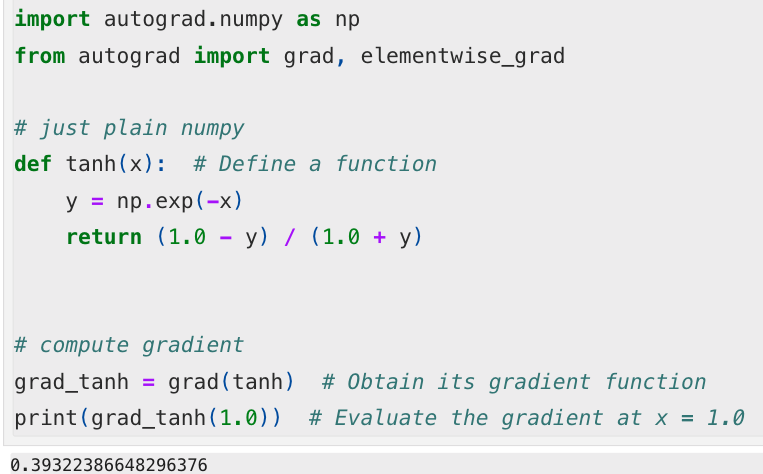 import autograd.numpy as np
from autograd import grad, elementwise_grad
# just plain numpy
def tanh(x):  # Define a function
    y = np.exp(-x)
    return (1.0 - y) / (1.0 + y)
# compute gradient
grad_tanh = grad(tanh)  # Obtain its gradient function
print(grad_tanh(1.0))  # Evaluate the gradient at x = 1.0
0.39322386648296376